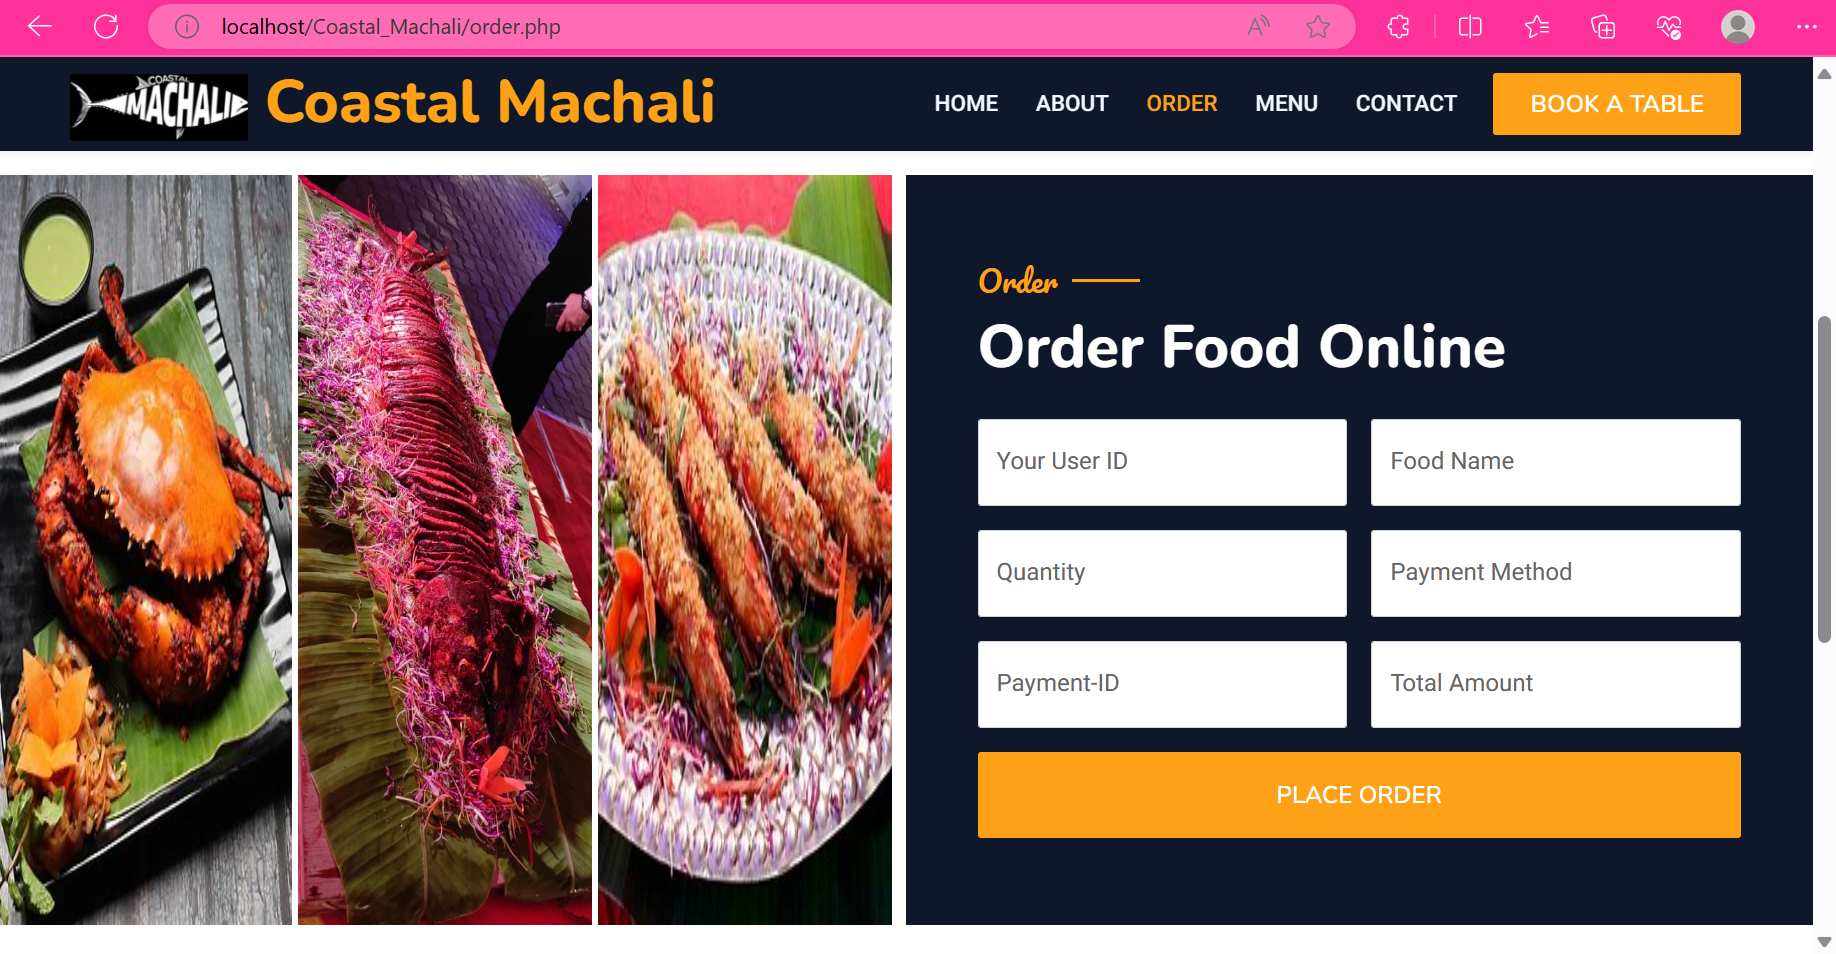 localhost/Coastal_Machali/order.php
COASTAL
MACHALI
Coastal Machali
HOME ABOUT ORDER MENU CONTACT BOOK A TABLE
Order
Order Food Online
Your User ID Food Name
Quantity Payment Method
Payment-ID Total Amount
PLACE ORDER